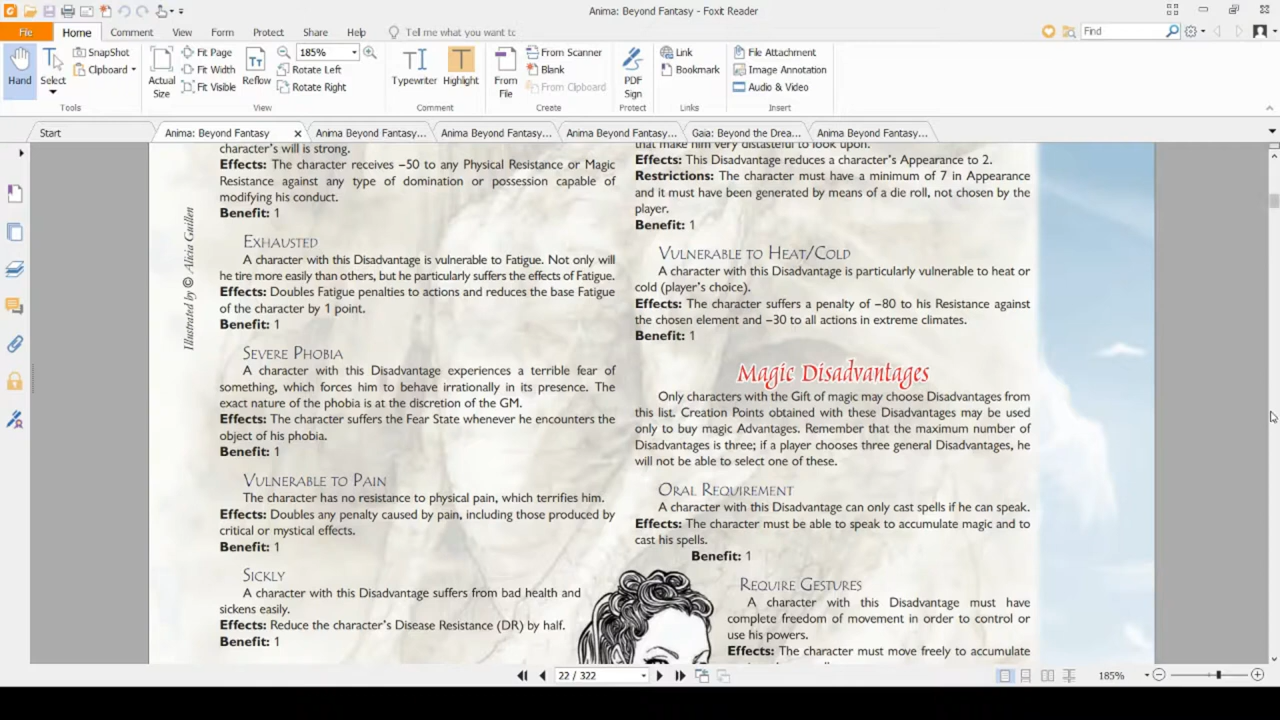 Anima: Beyond Fantasy - Foxit Reader
File Home Comment View Form Protect Share Help Tell me what you want to
Find
Hand
Select
SnapShot
Clipboard
Tools
Actual Size
Fit Page
Fit Width
Fit Visible
Reflow
185%
Rotate Left
Rotate Right
View
Typewriter
Highlight
Comment
From File
From Scanner
Blank
From Clipboard
Create
PDF Sign
Protect
Link
Bookmark
Links
File Attachment
Image Annotation
Audio & Video
Insert
Start
Anima: Beyond Fantasy
Anima Beyond Fantasy...
Anima Beyond Fantasy...
Anima Beyond Fantasy...
Gaia: Beyond the Drea...
Anima Beyond Fantasy...
Illustrated by © Alicia Guillen
character's will is strong.
Effects: The character receives –50 to any Physical Resistance or Magic
Resistance against any type of domination or possession capable of
modifying his conduct.
Benefit: 1
Exhausted
A character with this Disadvantage is vulnerable to Fatigue. Not only will
he tire more easily than others, but he particularly suffers the effects of Fatigue.
Effects: Doubles Fatigue penalties to actions and reduces the base Fatigue
of the character by 1 point.
Benefit: 1
Severe Phobia
A character with this Disadvantage experiences a terrible fear of
something, which forces him to behave irrationally in its presence. The
exact nature of the phobia is at the discretion of the GM.
Effects: The character suffers the Fear State whenever he encounters the
object of his phobia.
Benefit: 1
Vulnerable to Pain
The character has no resistance to physical pain, which terrifies him.
Effects: Doubles any penalty caused by pain, including those produced by
critical or mystical effects.
Benefit: 1
Sickly
A character with this Disadvantage suffers from bad health and
sickens easily.
Effects: Reduce the character's Disease Resistance (DR) by half.
Benefit: 1
that make him very distasteful to look upon.
Effects: This Disadvantage reduces a character's Appearance to 2.
Restrictions: The character must have a minimum of 7 in Appearance
and it must have been generated by means of a die roll, not chosen by the
player.
Benefit: 1
Vulnerable to Heat/Cold
A character with this Disadvantage is particularly vulnerable to heat or
cold (player's choice).
Effects: The character suffers a penalty of –80 to his Resistance against
the chosen element and –30 to all actions in extreme climates.
Benefit: 1
Magic Disadvantages
Only characters with the Gift of magic may choose Disadvantages from
this list. Creation Points obtained with these Disadvantages may be used
only to buy magic Advantages. Remember that the maximum number of
Disadvantages is three; if a player chooses three general Disadvantages, he
will not be able to select one of these.
Oral Requirement
A character with this Disadvantage can only cast spells if he can speak.
Effects: The character must be able to speak to accumulate magic and to
cast his spells.
Benefit: 1
Require Gestures
A character with this Disadvantage must have
complete freedom of movement in order to control or
use his powers.
Effects: The character must move freely to accumulate
22 / 322
185%